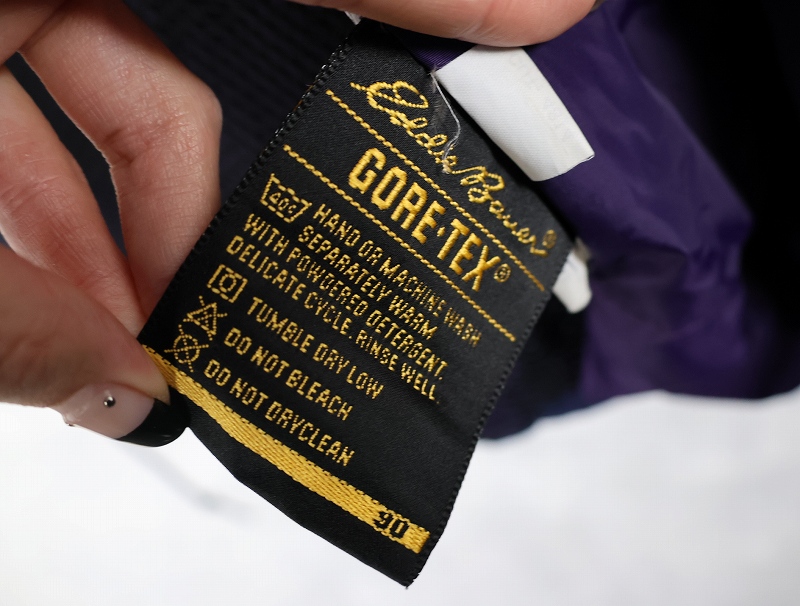 Eddie Bauer®
GORE-TEX®
40C
HAND OR MACHINE WASH
SEPARATELY WARM
WITH POWDERED DETERGENT.
DELICATE CYCLE. RINSE WELL.
TUMBLE DRY LOW
DO NOT BLEACH
DO NOT DRYCLEAN
90